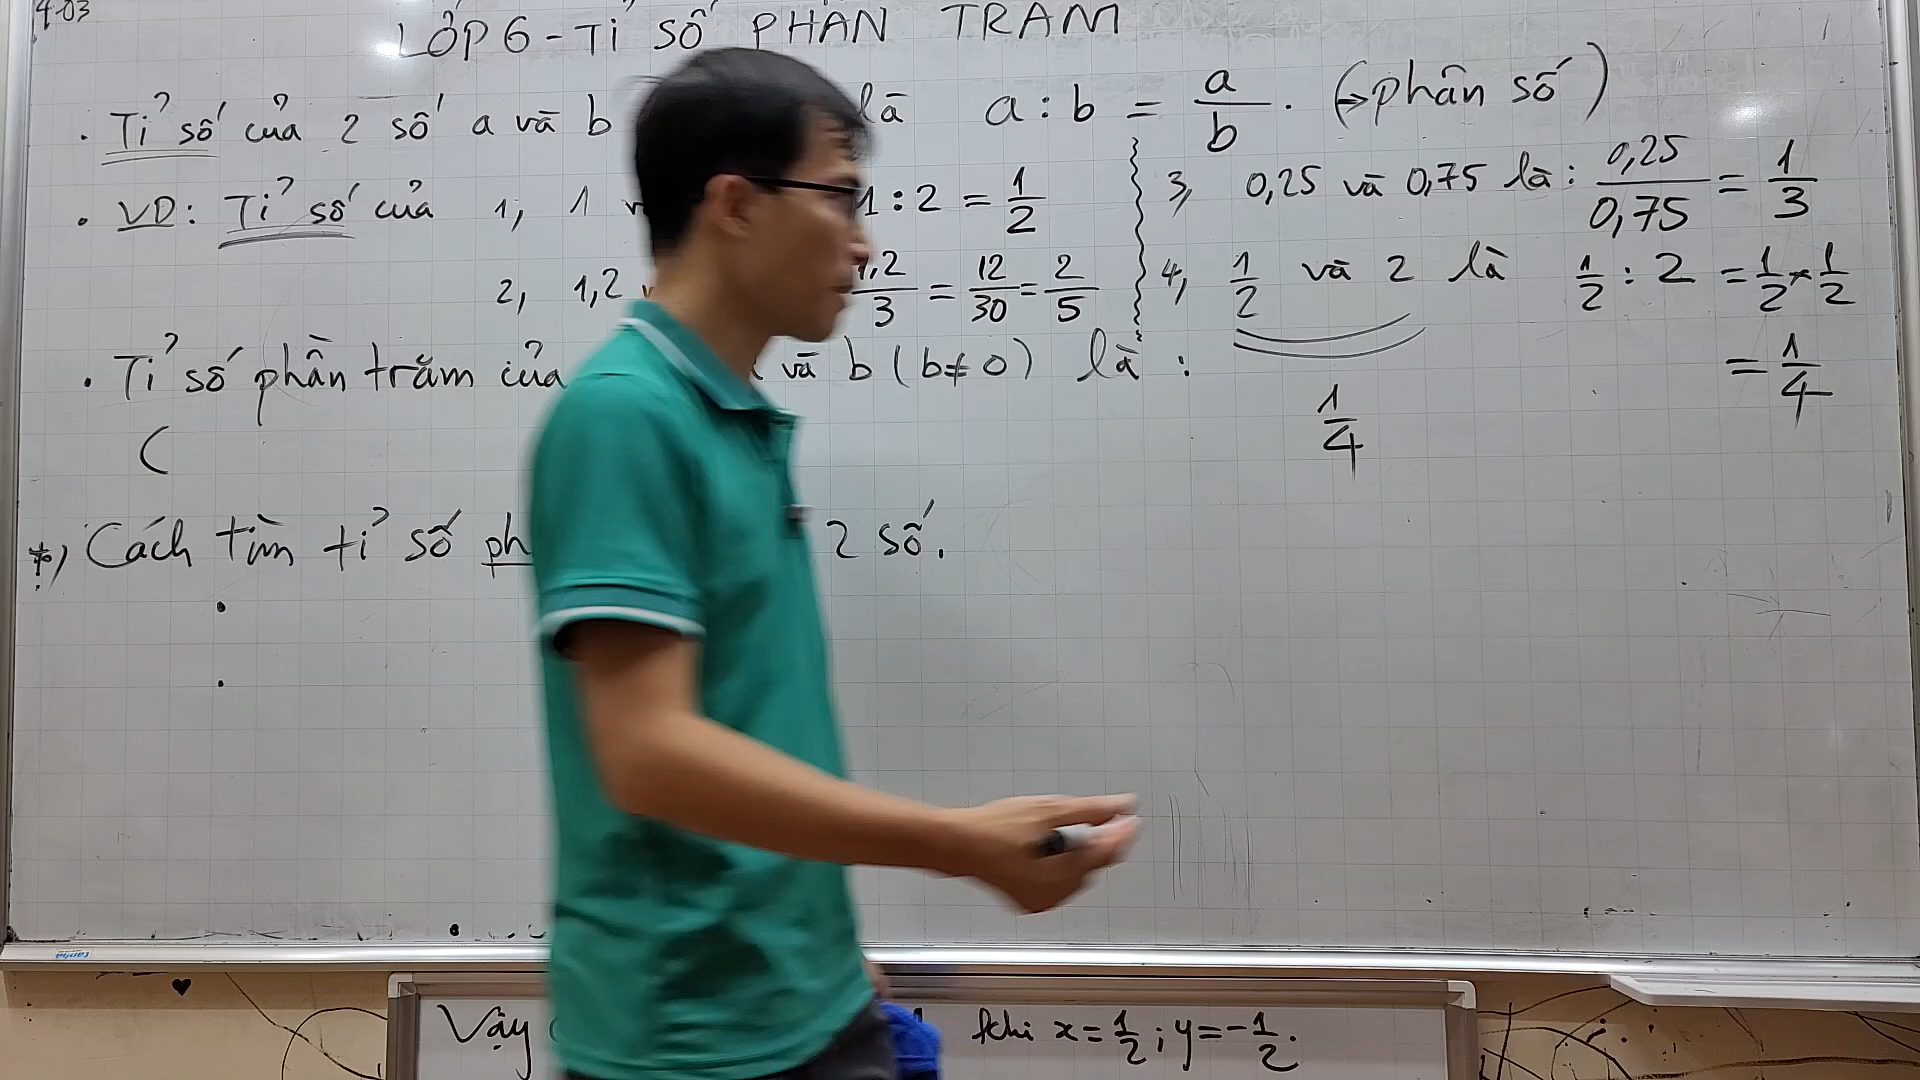 4-03
LỚP 6 - TỈ SỐ PHẦN TRĂM
. Tỉ số của 2 số a và b là a : b = a/b . (→ phân số)
. VD: Tỉ số của 1, 1 1 : 2 = 1/2
2, 1,2 1,2/3 = 12/30 = 2/5
3, 0,25 và 0,75 là : 0,25/0,75 = 1/3
4, 1/2 và 2 là 1/2 : 2 = 1/2 × 1/2
= 1/4
1/4
. Tỉ số phần trăm của và b (b ≠ 0) là :
(
*, Cách tìm tỉ số ph 2 số.
.
.
Vậy khi x = 1/2 ; y = -1/2.